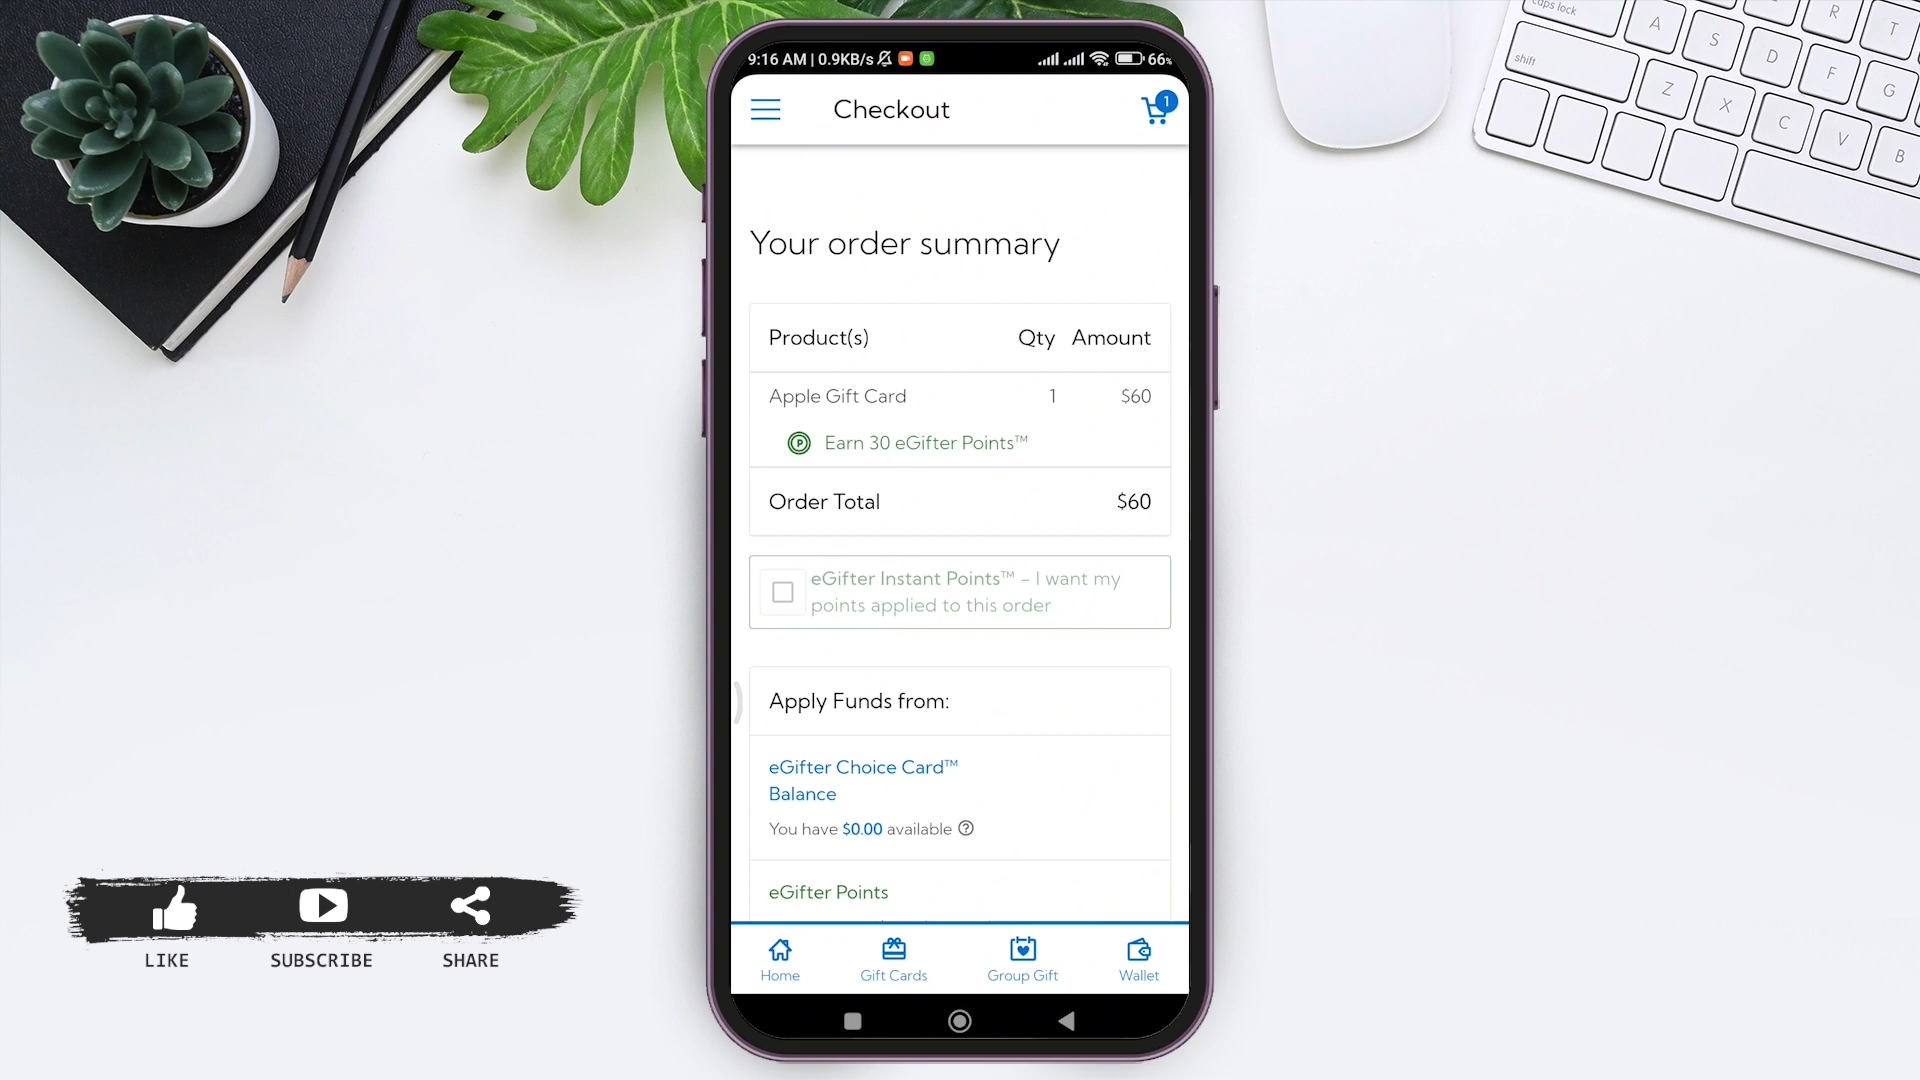 9:16 AM | 0.9KB/s 66%
Checkout
1
Your order summary
Product(s) Qty Amount
Apple Gift Card 1 $60
Earn 30 eGifter Points™
Order Total $60
eGifter Instant Points™ - I want my
points applied to this order
Apply Funds from:
eGifter Choice Card™
Balance
You have $0.00 available ?
eGifter Points
Home Gift Cards Group Gift Wallet
LIKE SUBSCRIBE SHARE
caps lock
A S D F G
R T
shift
Z X C V B